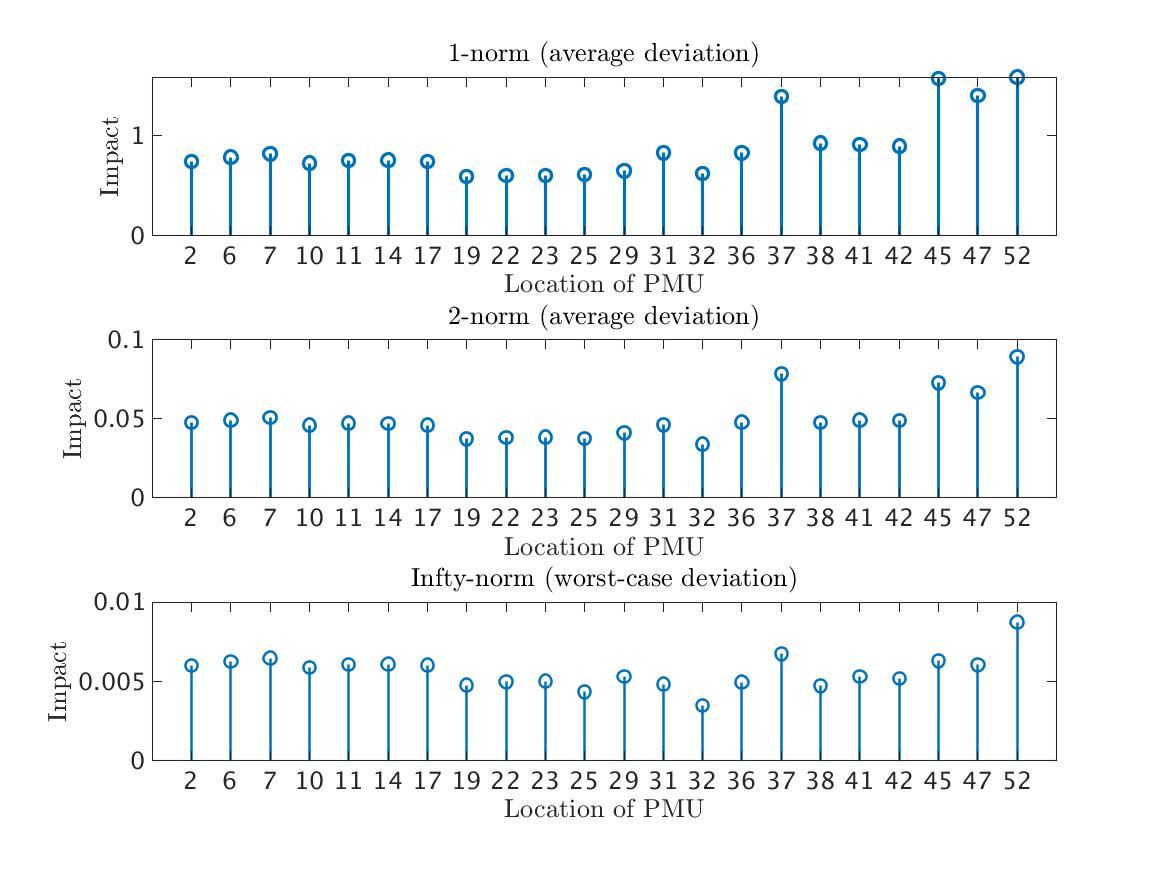 1-norm (average deviation)
Impact
1
0
2 6 7 10 11 14 17 19 22 23 25 29 31 32 36 37 38 41 42 45 47 52
Location of PMU
2-norm (average deviation)
Impact
0.1
0.05
0
2 6 7 10 11 14 17 19 22 23 25 29 31 32 36 37 38 41 42 45 47 52
Location of PMU
Infty-norm (worst-case deviation)
Impact
0.01
0.005
0
2 6 7 10 11 14 17 19 22 23 25 29 31 32 36 37 38 41 42 45 47 52
Location of PMU